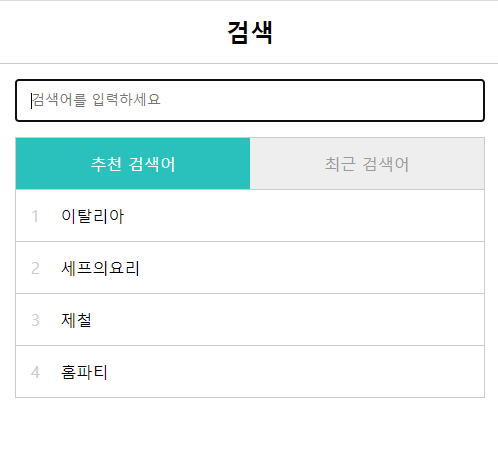 검색
검색어를 입력하세요
추천 검색어 최근 검색어
1 이탈리아
2 세프의요리
3 제철
4 홈파티